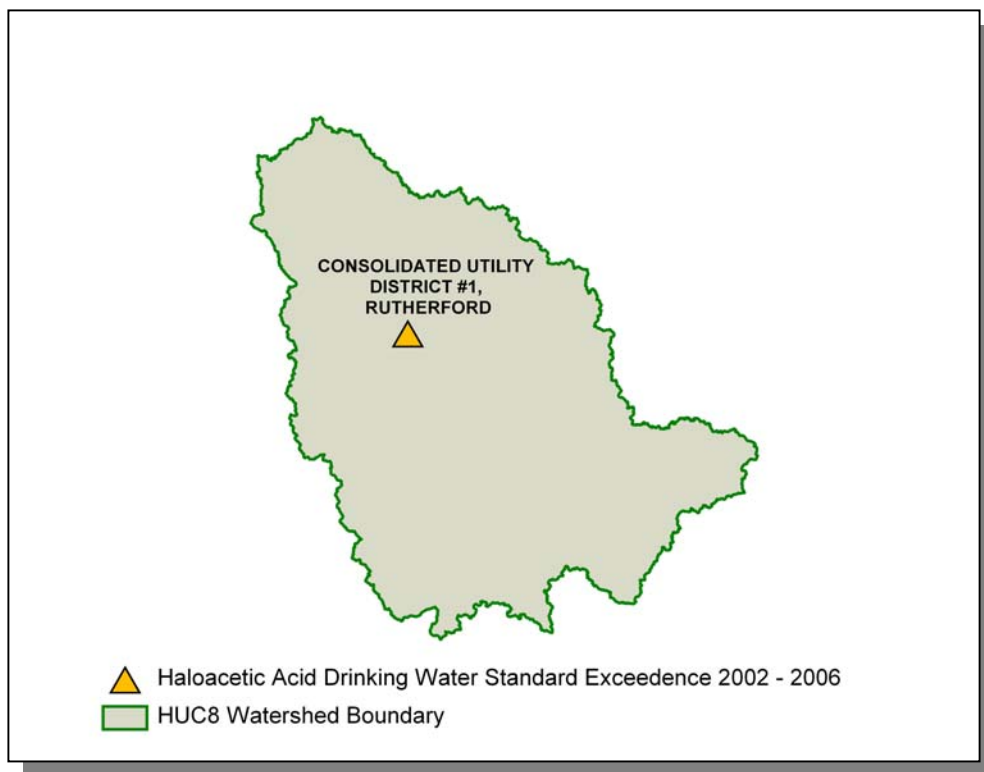 CONSOLIDATED UTILITY
DISTRICT #1,
RUTHERFORD
Haloacetic Acid Drinking Water Standard Exceedence 2002 - 2006
HUC8 Watershed Boundary